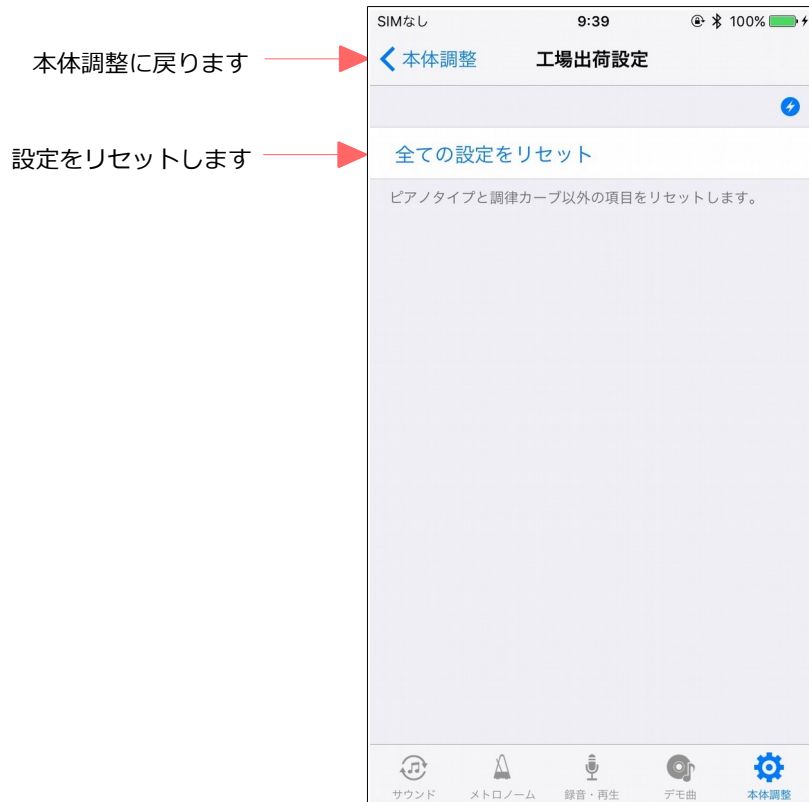 SIMなし 9:39 100%
本体調整に戻ります
本体調整 工場出荷設定
設定をリセットします
全ての設定をリセット
ピアノタイプと調律カーブ以外の項目をリセットします。
サウンド メトロノーム 録音・再生 デモ曲 本体調整